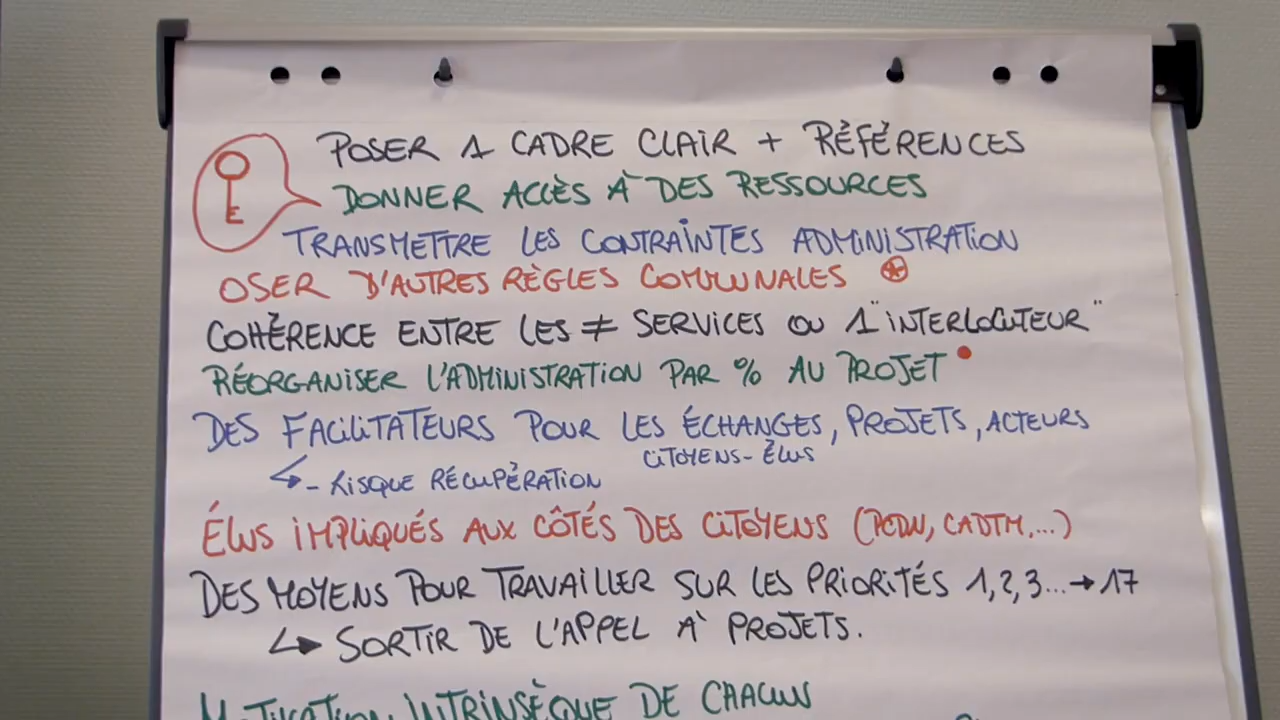 POSER 1 CADRE CLAIR + RÉFÉRENCES
DONNER ACCÈS À DES RESSOURCES
TRANSMETTRE LES CONTRAINTES ADMINISTRATION
OSER D'AUTRES RÈGLES COMMUNALES
COHÉRENCE ENTRE LES ≠ SERVICES OU 1 "INTERLOCUTEUR"
RÉORGANISER L'ADMINISTRATION PAR % AU PROJET
DES FACILITATEURS POUR LES ÉCHANGES, PROJETS, ACTEURS
CITOYENS-ÉLUS
- RISQUE RÉCUPÉRATION
ÉLUS IMPLIQUÉS AUX CÔTÉS DES CITOYENS (PCDN, CADTM,...)
DES MOYENS POUR TRAVAILLER SUR LES PRIORITÉS 1,2,3...→17
↳ SORTIR DE L'APPEL À PROJETS.
MOTIVATION INTRINSÈQUE DE CHACUN